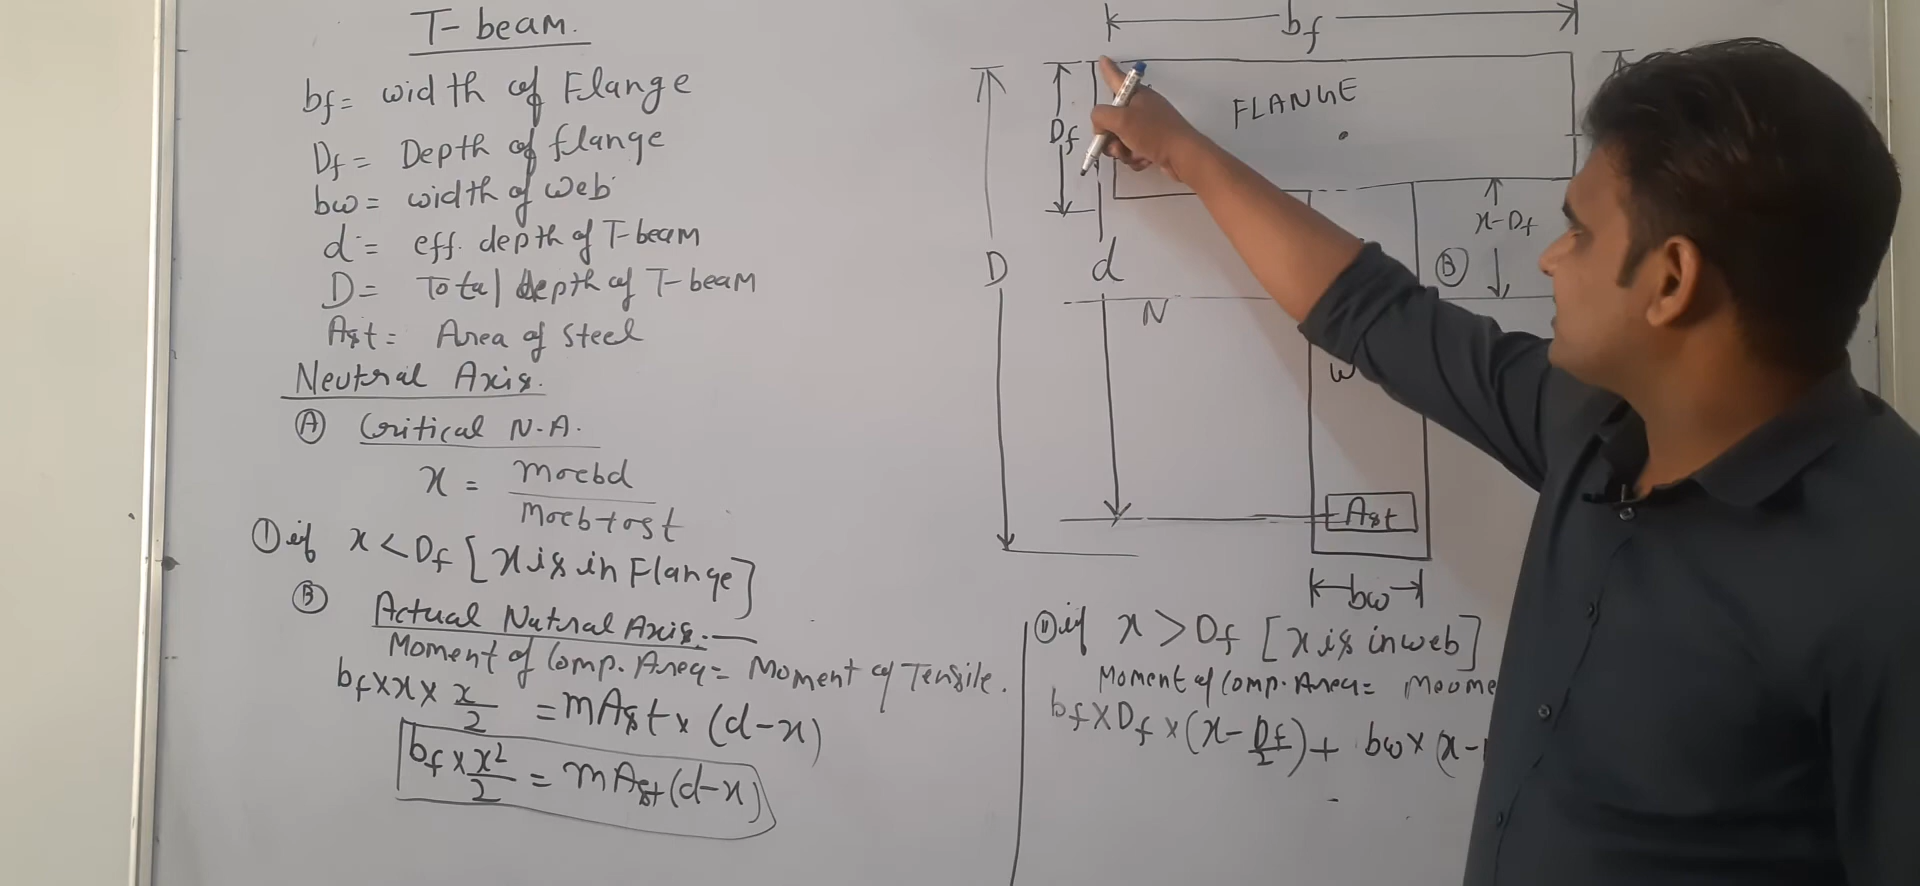 T-beam.
bf = width of Flange
Df = Depth of flange
bw = width of web
d = eff. depth of T-beam
D = Total depth of T-beam
Ast = Area of steel
Neutral Axis.
Ⓐ Critical N.A.
x = mσcbd / mσcb+σst
① if x < Df [x is in Flange]
Ⓑ Actual Natural Axis.
Moment of Comp. Area = Moment of Tensile.
bf × x × x/2 = mAst × (d-x)
bf × x²/2 = mAst (d-x)
bf
FLANGE
Df
x-Df
D
d
Ⓑ
N
W
Ast
bw
⑪ if x > Df [x is in web]
Moment of Comp. Area = Moome
bf × Df × (x - Df/2) + bw × (x-